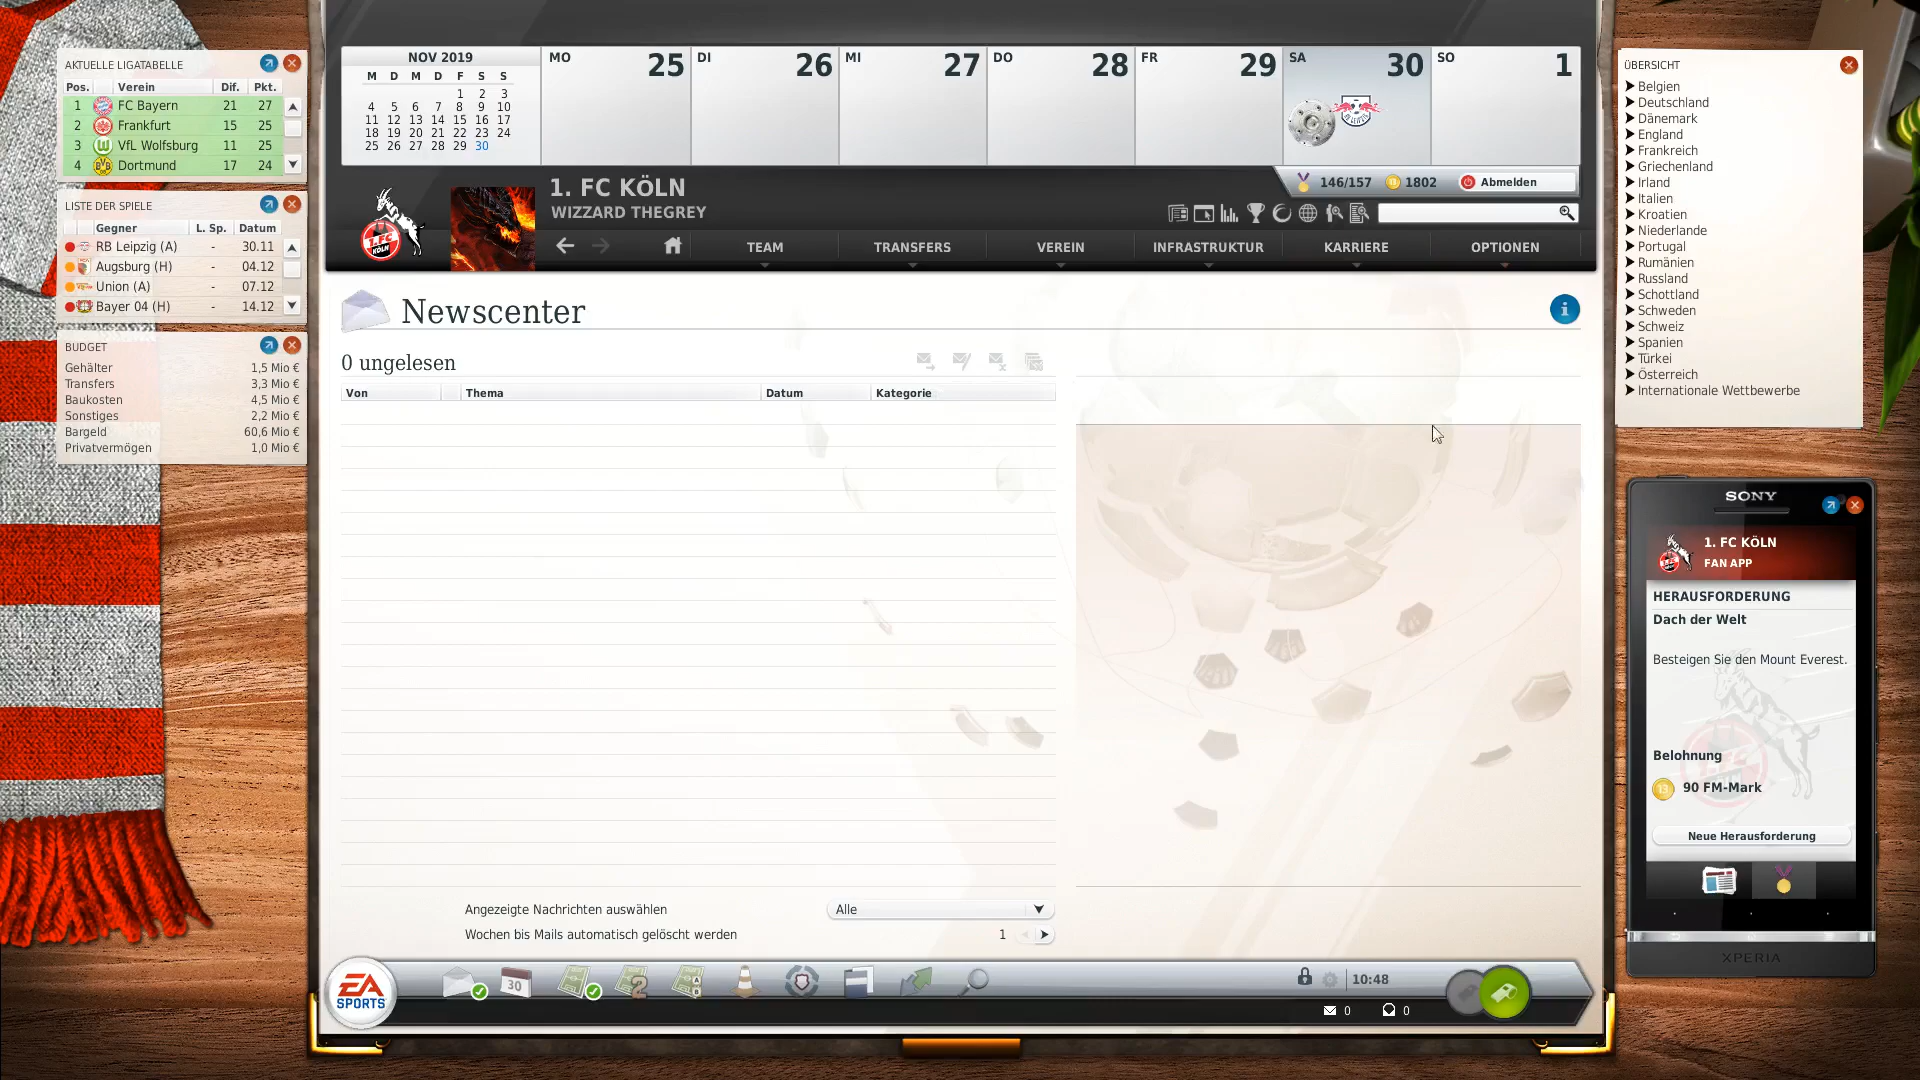 AKTUELLE LIGATABELLE
Pos. Verein Dif. Pkt.
1 FC Bayern 21 27
2 Frankfurt 15 25
3 VfL Wolfsburg 11 25
4 Dortmund 17 24
LISTE DER SPIELE
Gegner L. Sp. Datum
RB Leipzig (A) - 30.11
Augsburg (H) - 04.12
Union (A) - 07.12
Bayer 04 (H) - 14.12
BUDGET
Gehälter 1,5 Mio €
Transfers 3,3 Mio €
Baukosten 4,5 Mio €
Sonstiges 2,2 Mio €
Bargeld 60,6 Mio €
Privatvermögen 1,0 Mio €
NOV 2019
M D M D F S S
1 2 3
4 5 6 7 8 9 10
11 12 13 14 15 16 17
18 19 20 21 22 23 24
25 26 27 28 29 30
MO 25 DI 26 MI 27 DO 28 FR 29 SA 30 SO 1
146/157 1802 Abmelden
1. FC KÖLN
WIZZARD THEGREY
TEAM TRANSFERS VEREIN INFRASTRUKTUR KARRIERE OPTIONEN
Newscenter
0 ungelesen
Von Thema Datum Kategorie
Angezeigte Nachrichten auswählen Alle
Wochen bis Mails automatisch gelöscht werden 1
EA
SPORTS
30
2
10:48
0 0
ÜBERSICHT
Belgien
Deutschland
Dänemark
England
Frankreich
Griechenland
Irland
Italien
Kroatien
Niederlande
Portugal
Rumänien
Russland
Schottland
Schweden
Schweiz
Spanien
Türkei
Österreich
Internationale Wettbewerbe
SONY
1. FC KÖLN
FAN APP
HERAUSFORDERUNG
Dach der Welt
Besteigen Sie den Mount Everest.
Belohnung
13 90 FM-Mark
Neue Herausforderung
XPERIA